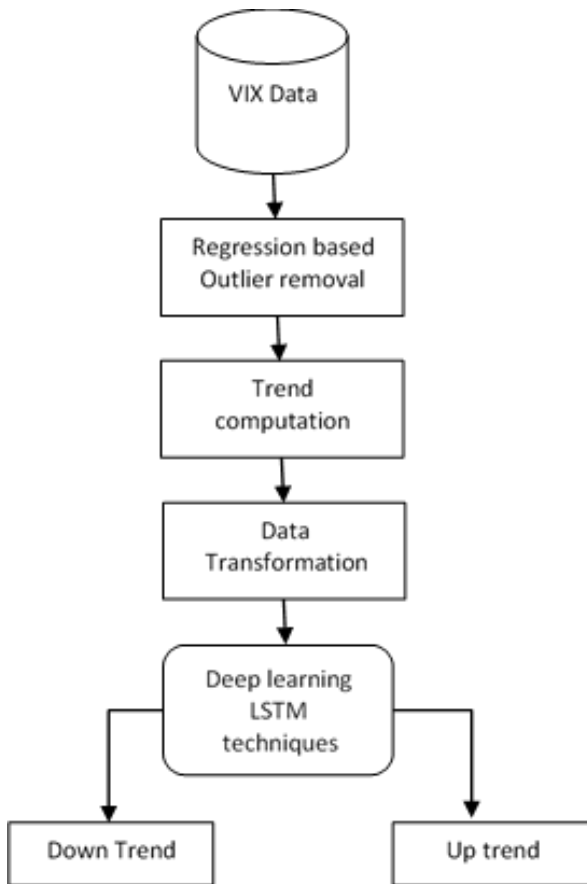 VIX Data
Regression based
Outlier removal
Trend
computation
Data
Transformation
Deep learning
LSTM
techniques
Down Trend
Up trend